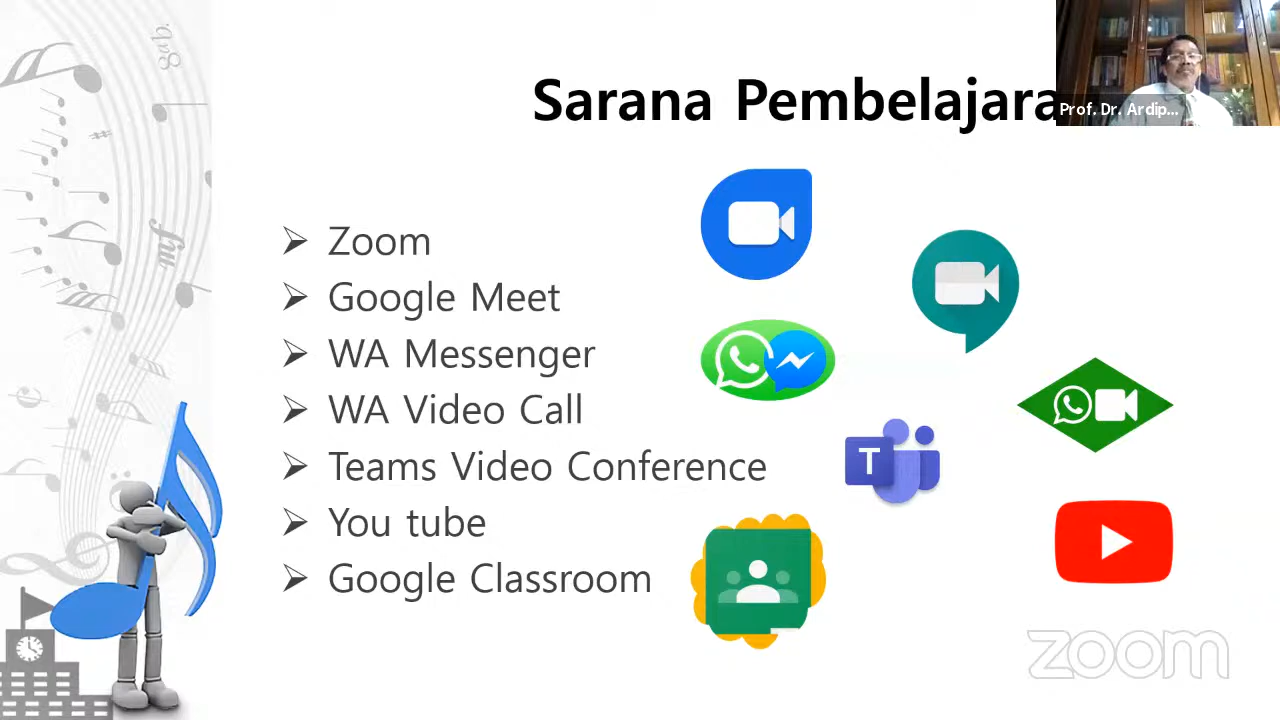 Sarana Pembelajara
Prof. Dr. Ardip...
Zoom
Google Meet
WA Messenger
WA Video Call
Teams Video Conference
You tube
Google Classroom
T
zoom